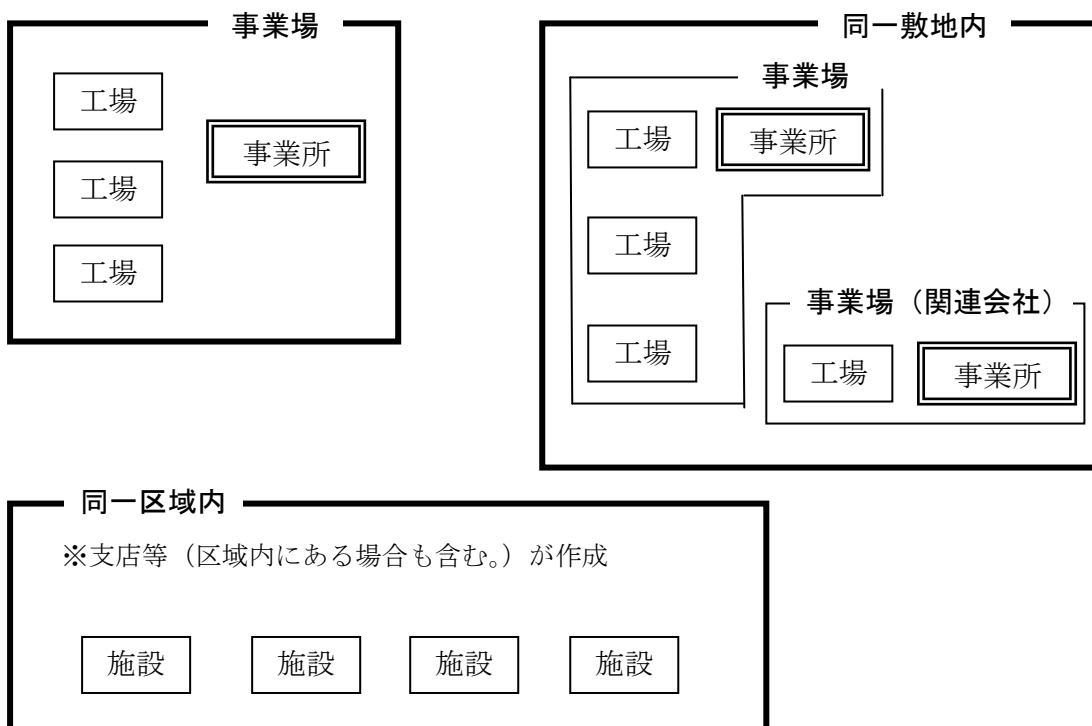 事業場
工場
事業所
工場
工場
同一敷地内
事業場
工場
事業所
工場
工場
事業場（関連会社）
工場
事業所
同一区域内
※支店等（区域内にある場合も含む。）が作成
施設
施設
施設
施設